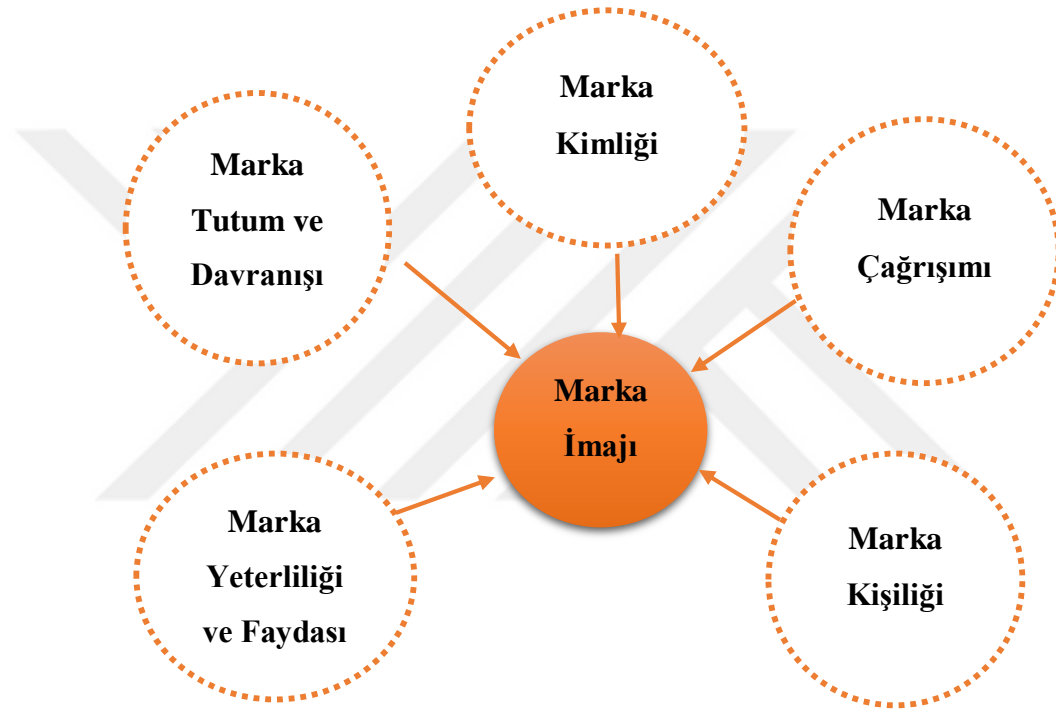 Marka
Kimliği
Marka
Tutum ve
Davranışı
Marka
Çağrışımı
Marka
İmajı
Marka
Yeterliliği
ve Faydası
Marka
Kişiliği